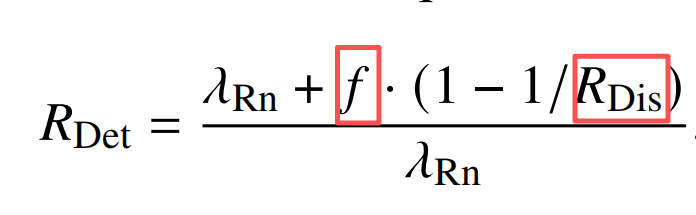 R_Det = (λ_Rn + f · (1 − 1/R_Dis)) / λ_Rn